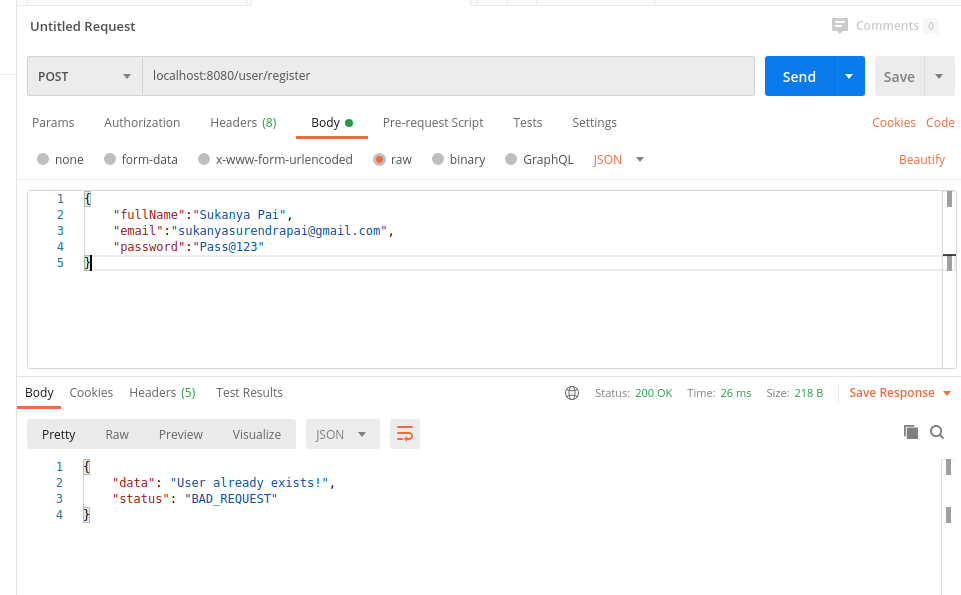 Untitled Request
Comments 0
POST localhost:8080/user/register Send Save
Params Authorization Headers (8) Body Pre-request Script Tests Settings Cookies Code
none form-data x-www-form-urlencoded raw binary GraphQL JSON Beautify
1 {
2 "fullName":"Sukanya Pai",
3 "email":"sukanyasurendrapai@gmail.com",
4 "password":"Pass@123"
5 }
Body Cookies Headers (5) Test Results Status: 200 OK Time: 26 ms Size: 218 B Save Response
Pretty Raw Preview Visualize JSON
1 {
2 "data": "User already exists!",
3 "status": "BAD_REQUEST"
4 }